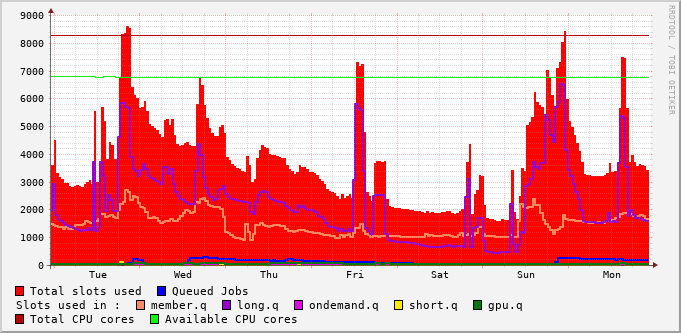 RRDTOOL / TOBI OETIKER
9000
8000
7000
6000
5000
4000
3000
2000
1000
0
Tue Wed Thu Fri Sat Sun Mon
Total slots used Queued Jobs
Slots used in : member.q long.q ondemand.q short.q gpu.q
Total CPU cores Available CPU cores